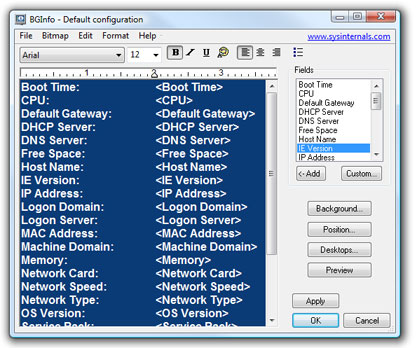 BGInfo - Default configuration
File Bitmap Edit Format Help
www.sysinternals.com
Arial 12 B I U
1 2 3
Boot Time: <Boot Time>
CPU: <CPU>
Default Gateway: <Default Gateway>
DHCP Server: <DHCP Server>
DNS Server: <DNS Server>
Free Space: <Free Space>
Host Name: <Host Name>
IE Version: <IE Version>
IP Address: <IP Address>
Logon Domain: <Logon Domain>
Logon Server: <Logon Server>
MAC Address: <MAC Address>
Machine Domain: <Machine Domain>
Memory: <Memory>
Network Card: <Network Card>
Network Speed: <Network Speed>
Network Type: <Network Type>
OS Version: <OS Version>
Service Pack: <Service Pack>
Fields
Boot Time
CPU
Default Gateway
DHCP Server
DNS Server
Free Space
Host Name
IE Version
IP Address
<- Add Custom...
Background...
Position...
Desktops...
Preview
Apply
OK Cancel